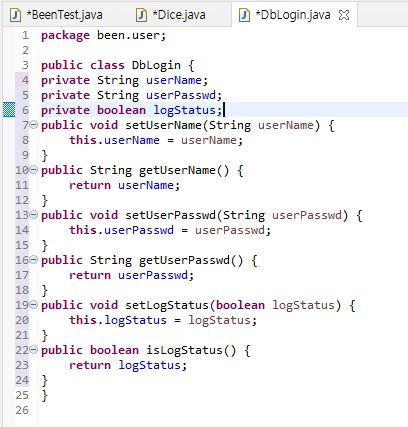 *BeenTest.java *Dice.java *DbLogin.java
1 package been.user;
2
3 public class DbLogin {
4 private String userName;
5 private String userPasswd;
6 private boolean logStatus;
7 public void setUserName(String userName) {
8 this.userName = userName;
9 }
10 public String getUserName() {
11 return userName;
12 }
13 public void setUserPasswd(String userPasswd) {
14 this.userPasswd = userPasswd;
15 }
16 public String getUserPasswd() {
17 return userPasswd;
18 }
19 public void setLogStatus(boolean logStatus) {
20 this.logStatus = logStatus;
21 }
22 public boolean isLogStatus() {
23 return logStatus;
24 }
25 }
26